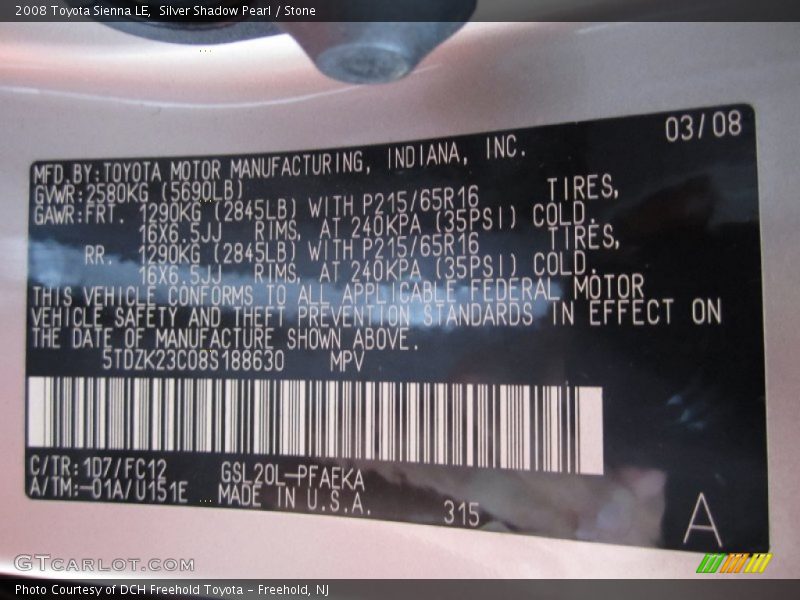 2008 Toyota Sienna LE,  Silver Shadow Pearl / Stone
03/08
MFD.BY:TOYOTA MOTOR MANUFACTURING, INDIANA, INC.
GVWR:2580KG (5690LB)
GAWR:FRT. 1290KG (2845LB) WITH P215/65R16 TIRES,
16X6.5JJ RIMS, AT 240KPA (35PSI) COLD.
RR. 1290KG (2845LB) WITH P215/65R16 TIRES,
16X6.5JJ RIMS, AT 240KPA (35PSI) COLD.
THIS VEHICLE CONFORMS TO ALL APPLICABLE FEDERAL MOTOR
VEHICLE SAFETY AND THEFT PREVENTION STANDARDS IN EFFECT ON
THE DATE OF MANUFACTURE SHOWN ABOVE.
5TDZK23C08S188630 MPV
C/TR:1D7/FC12 GSL20L-PFAEKA
A/TM:-01A/U151E MADE IN U.S.A. 315
A
GTCARLOT.COM
Photo Courtesy of DCH Freehold Toyota - Freehold, NJ